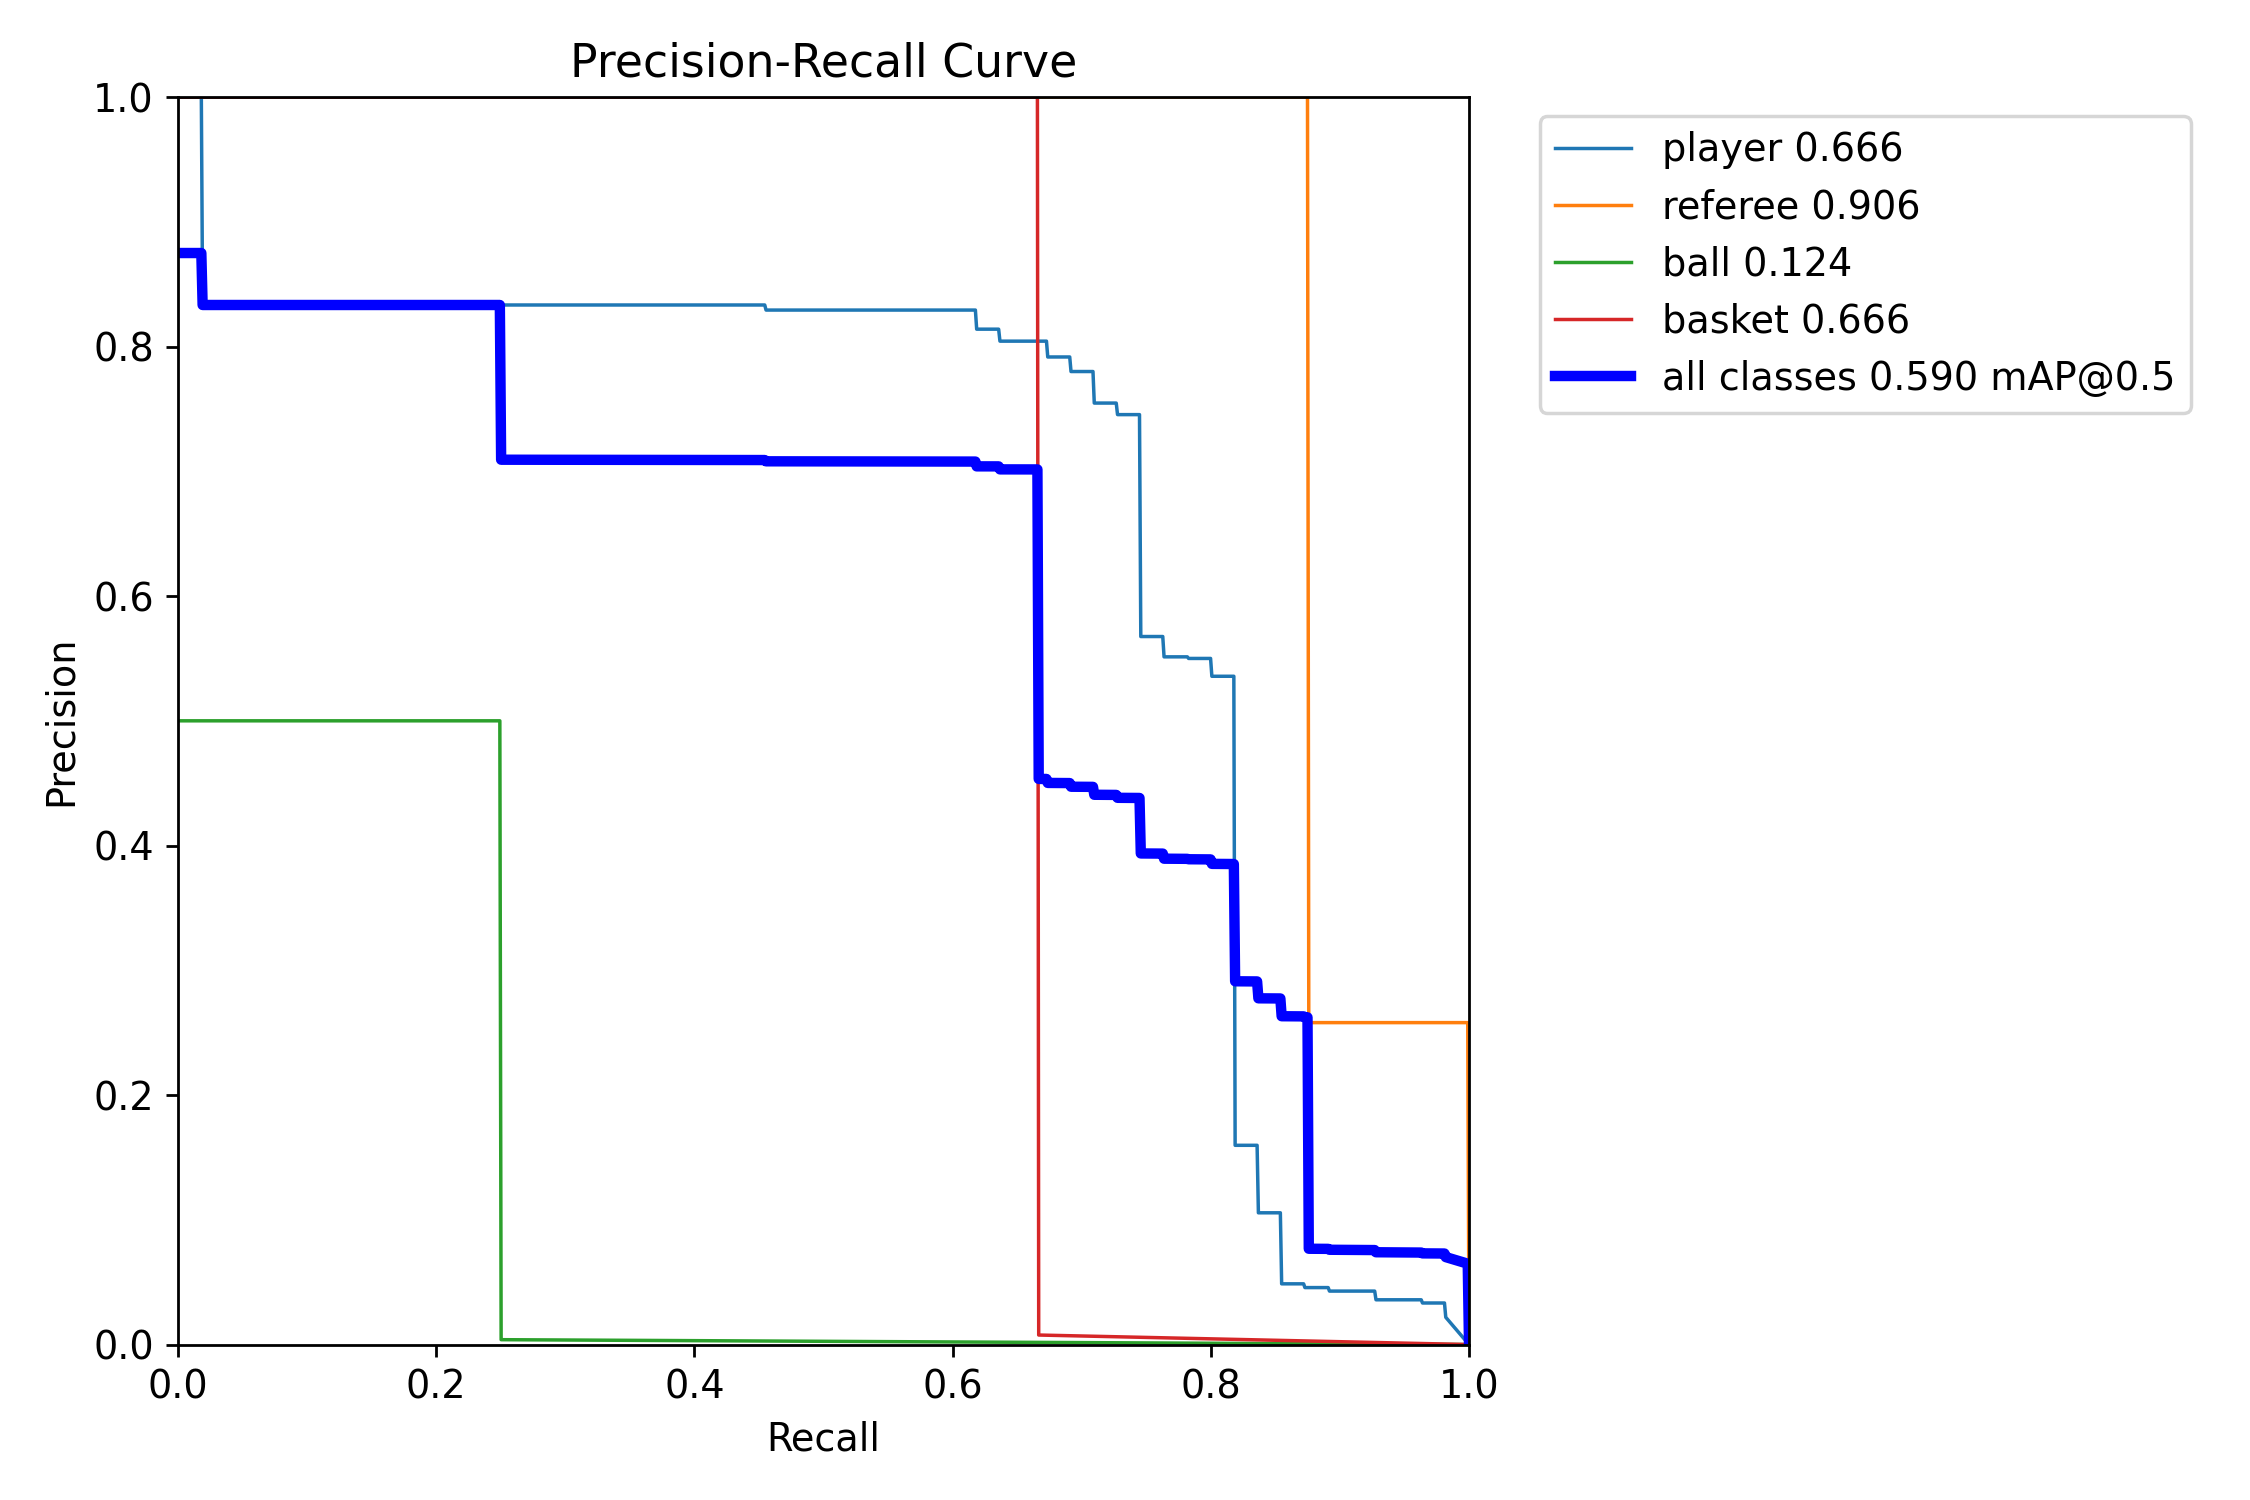 Precision-Recall Curve
1.0
0.8
0.6
0.4
0.2
0.0
Precision
0.0 0.2 0.4 0.6 0.8 1.0
Recall
player 0.666
referee 0.906
ball 0.124
basket 0.666
all classes 0.590 mAP@0.5